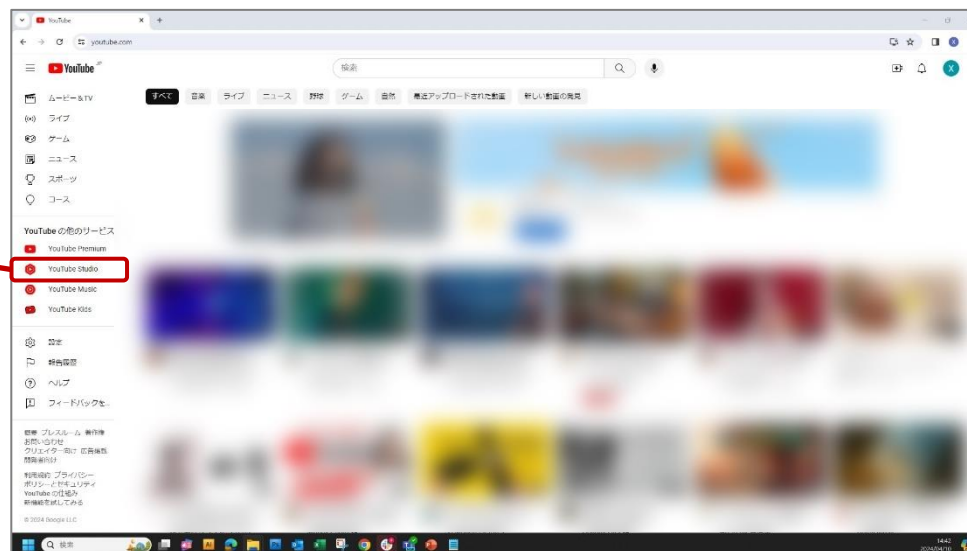 YouTube
youtube.com
YouTube JP
検索
X
すべて 音楽 ライブ ニュース 野球 ゲーム 自然 最近アップロードされた動画 新しい動画の発見
ムービー&TV
ライブ
ゲーム
ニュース
スポーツ
コース
YouTube の他のサービス
YouTube Premium
YouTube Studio
YouTube Music
YouTube Kids
設定
報告履歴
ヘルプ
フィードバックを...
概要 プレスルーム 著作権
お問い合わせ
クリエイター向け 広告掲載
開発者向け
利用規約 プライバシー
ポリシーとセキュリティ
YouTube の仕組み
新機能を試してみる
© 2024 Google LLC
検索
14:42
2024/04/10